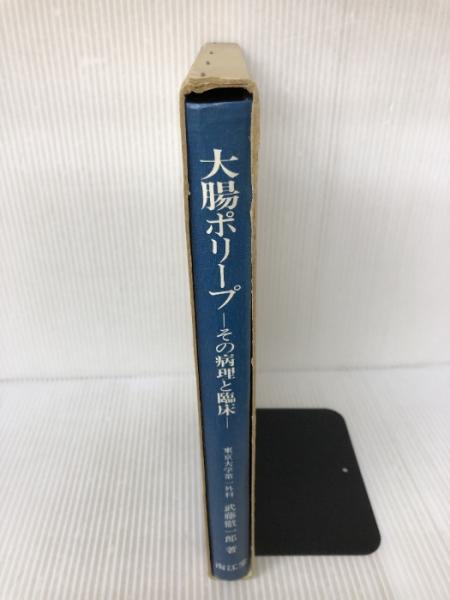 大腸ポリープ
―その病理と臨床―
東京大学第一外科 武藤徹一郎 著
南江堂